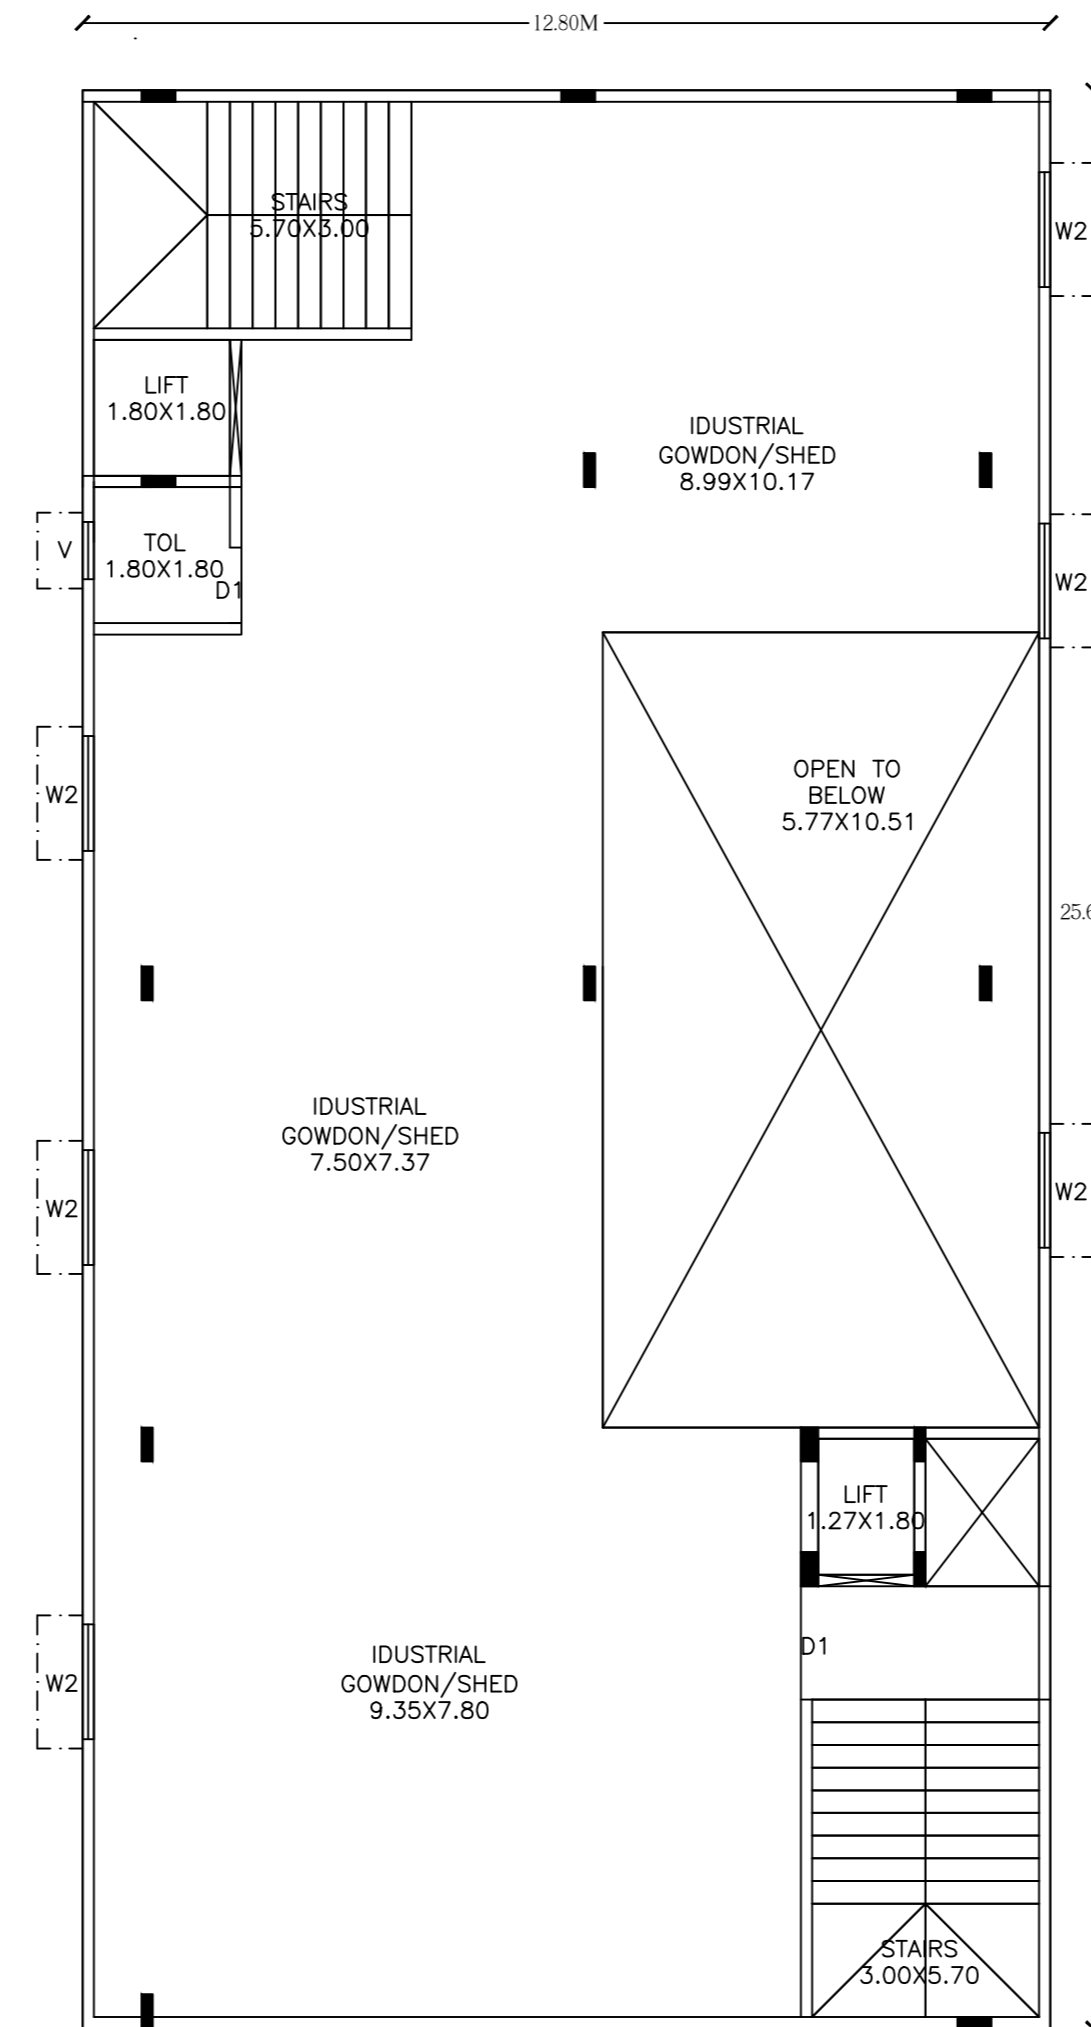 12.80M
STAIRS
5.70X3.00
W2
LIFT
1.80X1.80
IDUSTRIAL
GOWDON/SHED
8.99X10.17
V
TOL
1.80X1.80
D1
W2
W2
OPEN TO
BELOW
5.77X10.51
IDUSTRIAL
GOWDON/SHED
7.50X7.37
W2
W2
LIFT
1.27X1.80
IDUSTRIAL
GOWDON/SHED
9.35X7.80
D1
W2
STAIRS
3.00X5.70